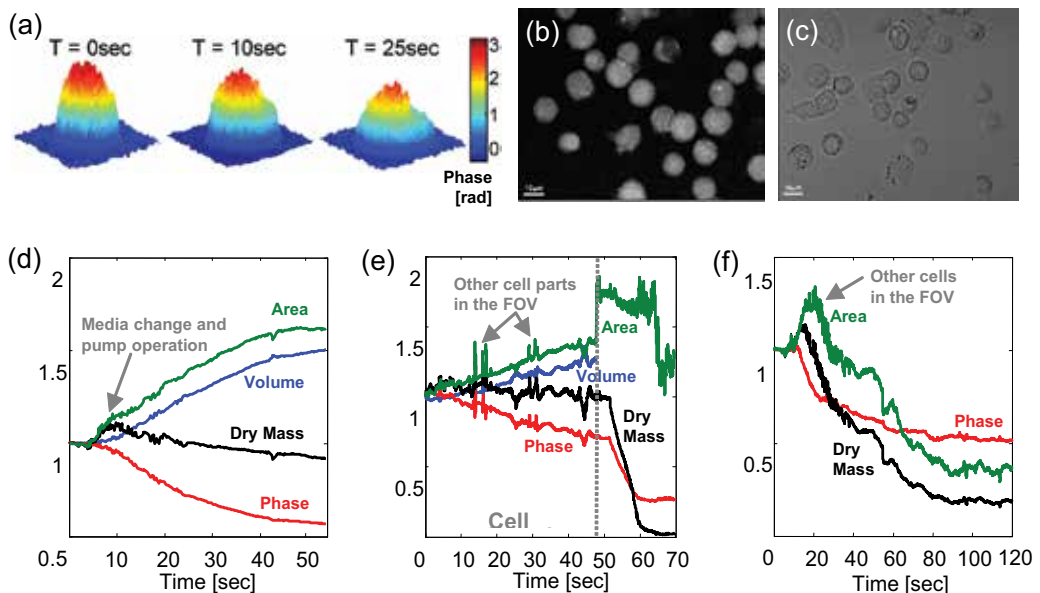 (a)
T = 0sec
T = 10sec
T = 25sec
3
2
1
0
Phase
[rad]
(b)
(c)
(d)
Area
Media change and
pump operation
Volume
Dry Mass
Phase
1.5
1
0.5
2
10
20
30
40
50
Time [sec]
(e)
Other cell parts
in the FOV
Area
Volume
Dry
Mass
Phase
Cell
2
1.5
1
0.5
0
10
20
30
40
50
60
70
Time [sec]
(f)
Other cells
in the FOV
Area
Phase
Dry
Mass
1.5
1
0.5
0
20
40
60
80
100
120
Time [sec]